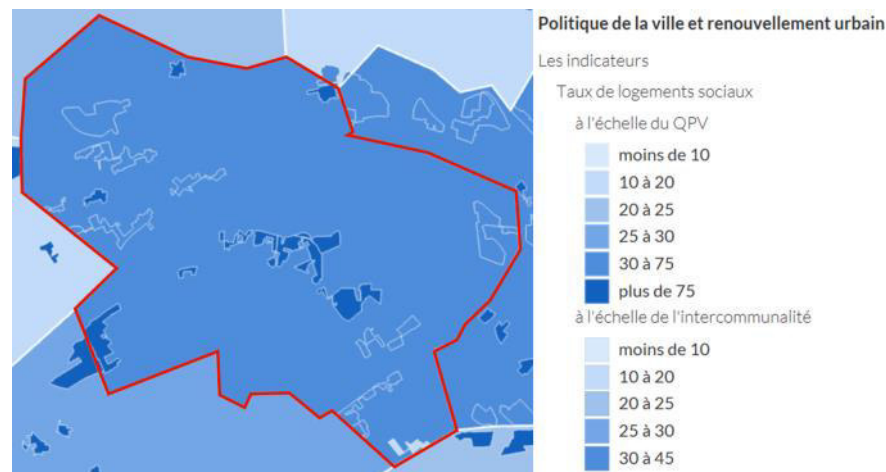 Politique de la ville et renouvellement urbain
Les indicateurs
Taux de logements sociaux
à l'échelle du QPV
moins de 10
10 à 20
20 à 25
25 à 30
30 à 75
plus de 75
à l'échelle de l'intercommunalité
moins de 10
10 à 20
20 à 25
25 à 30
30 à 45